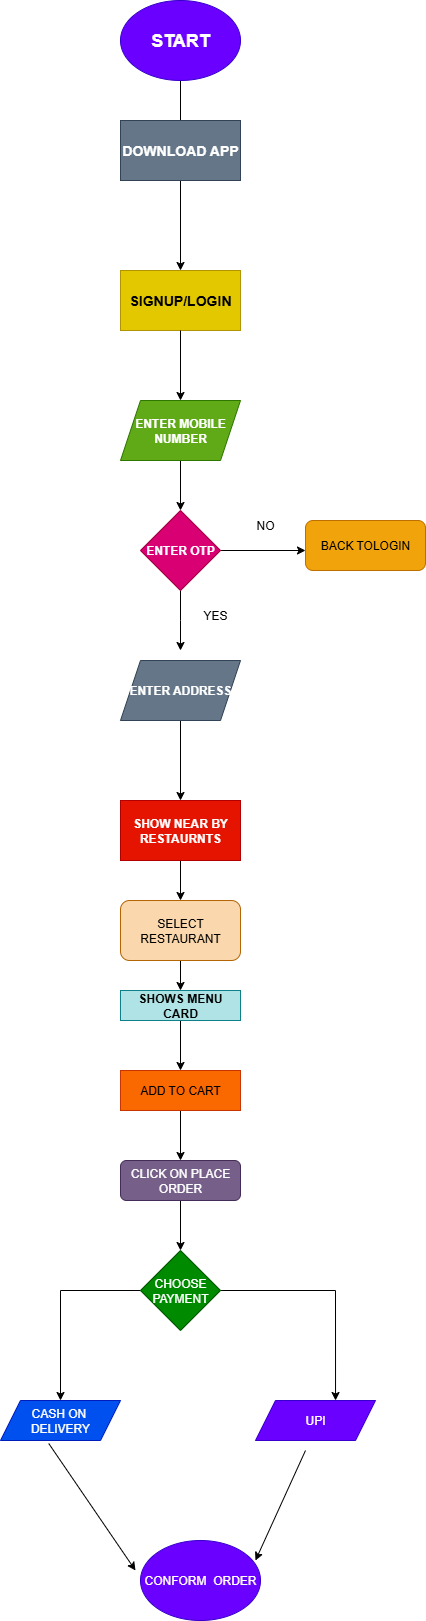 START
DOWNLOAD APP
SIGNUP/LOGIN
ENTER MOBILE
NUMBER
ENTER OTP
NO
BACK TOLOGIN
YES
ENTER ADDRESS
SHOW NEAR BY
RESTAURNTS
SELECT
RESTAURANT
SHOWS MENU
CARD
ADD TO CART
CLICK ON PLACE
ORDER
CHOOSE
PAYMENT
CASH ON
DELIVERY
UPI
CONFORM ORDER